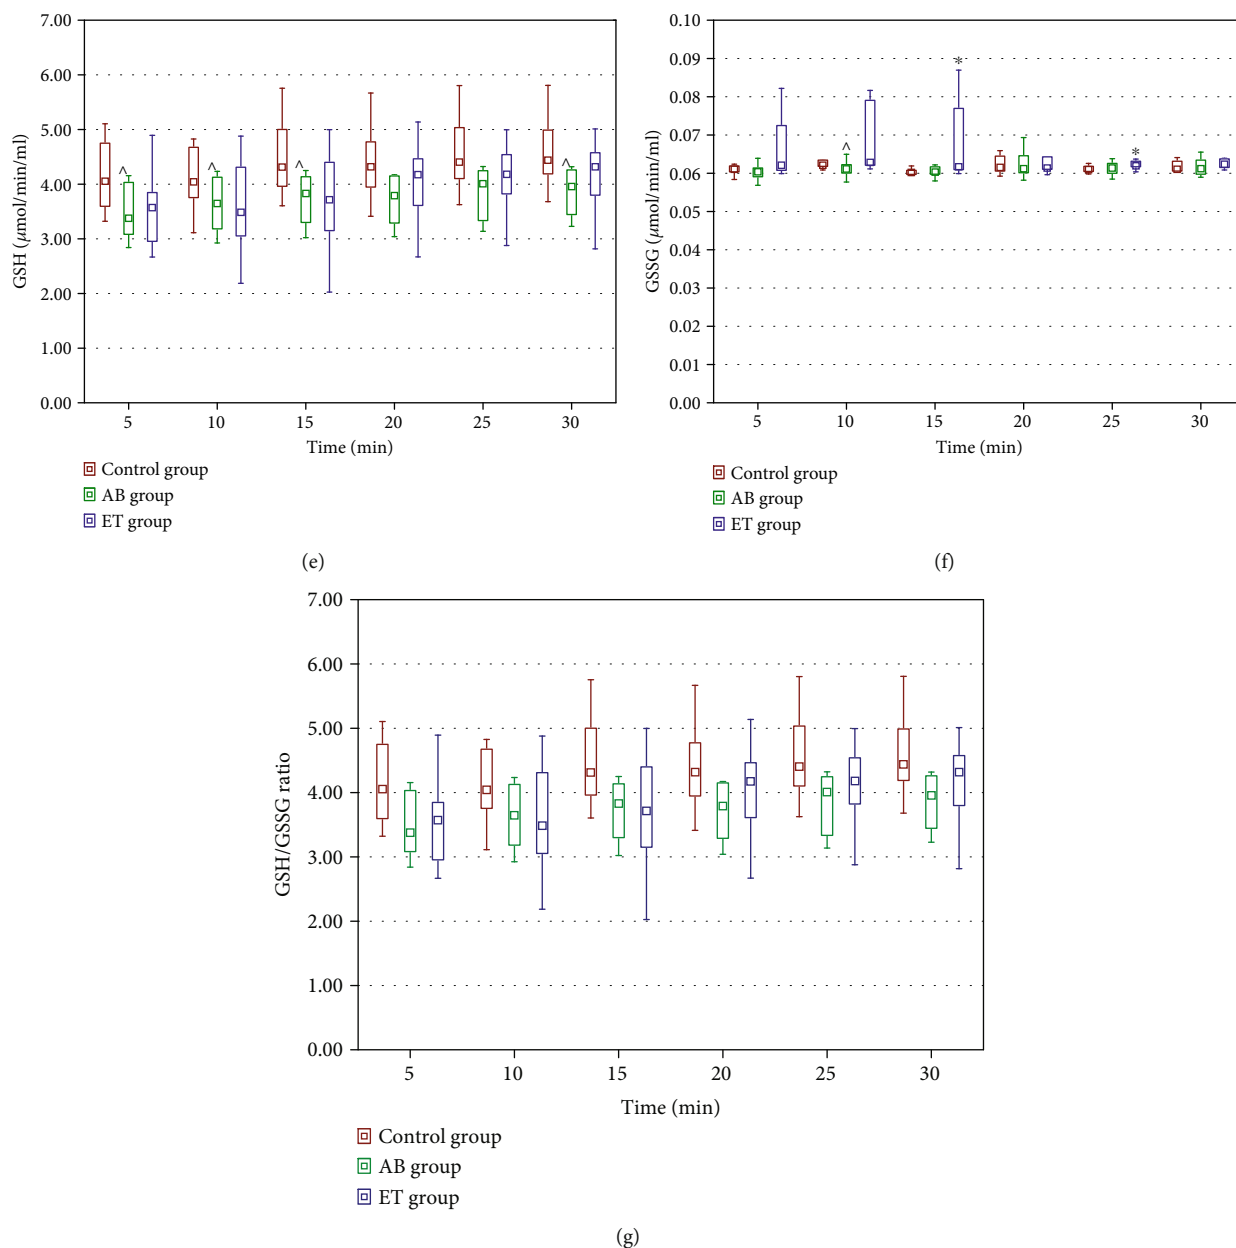 7.00
6.00
5.00
4.00
3.00
2.00
1.00
0.00
GSH (μmol/min/ml)
^
^
^
^
5 10 15 20 25 30
Time (min)
Control group
AB group
ET group
(e)
0.10
0.09
0.08
0.07
0.06
0.05
0.04
0.03
0.02
0.01
0.00
GSSG (μmol/min/ml)
^
*
*
5 10 15 20 25 30
Time (min)
Control group
AB group
ET group
(f)
7.00
6.00
5.00
4.00
3.00
2.00
1.00
0.00
GSH/GSSG ratio
5 10 15 20 25 30
Time (min)
Control group
AB group
ET group
(g)